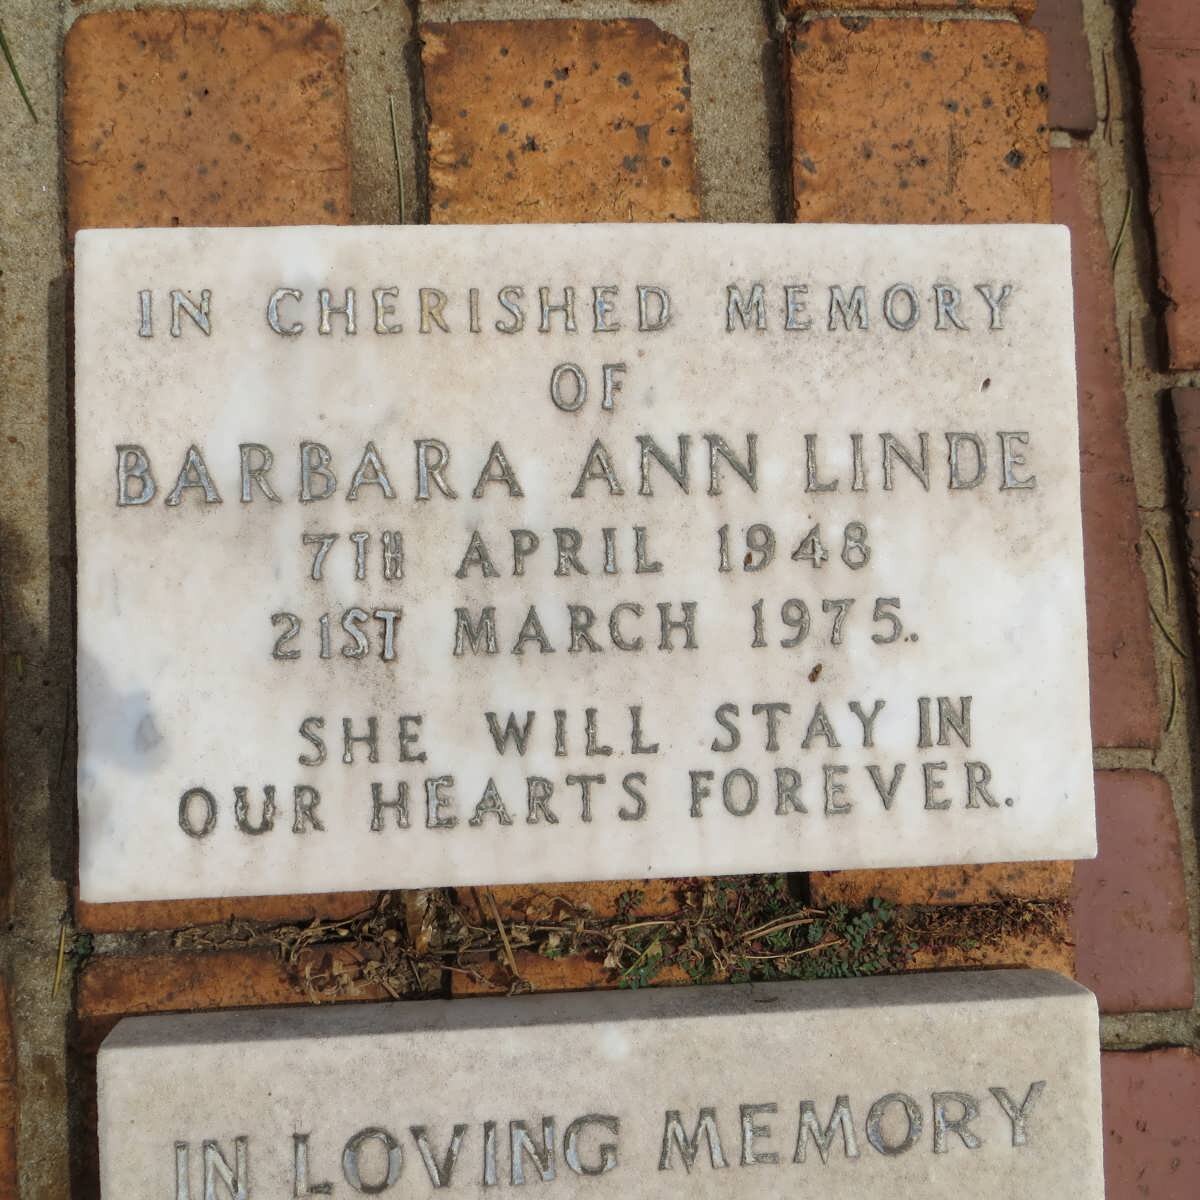 IN CHERISHED MEMORY
OF
BARBARA ANN LINDE
7TH APRIL 1948
21ST MARCH 1975.
SHE WILL STAY IN
OUR HEARTS FOREVER.
IN LOVING MEMORY